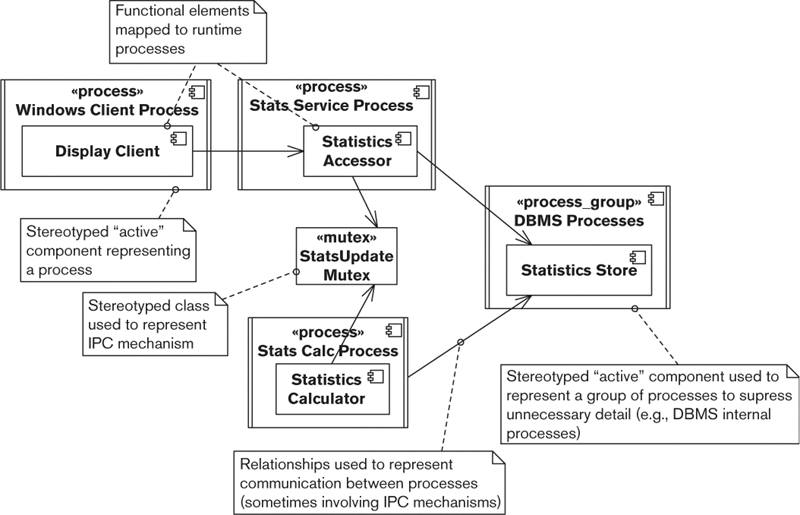 Functional elements
mapped to runtime
processes
«process»
Windows Client Process
Display Client
«process»
Stats Service Process
Statistics
Accessor
«process_group»
DBMS Processes
Statistics Store
Stereotyped “active”
component representing
a process
«mutex»
StatsUpdate
Mutex
Stereotyped class
used to represent
IPC mechanism
«process»
Stats Calc Process
Statistics
Calculator
Stereotyped “active” component used to
represent a group of processes to supress
unnecessary detail (e.g., DBMS internal
processes)
Relationships used to represent
communication between processes
(sometimes involving IPC mechanisms)